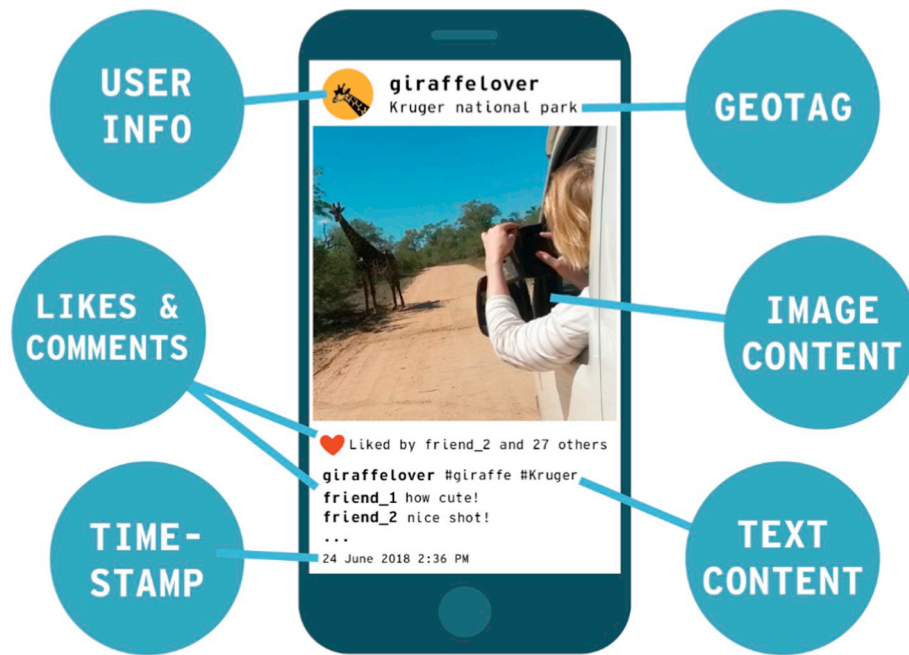 USER
INFO
giraffelover
Kruger national park
GEOTAG
LIKES &
COMMENTS
IMAGE
CONTENT
Liked by friend_2 and 27 others
giraffelover #giraffe #Kruger
friend_1 how cute!
friend_2 nice shot!
...
24 June 2018 2:36 PM
TIME-
STAMP
TEXT
CONTENT